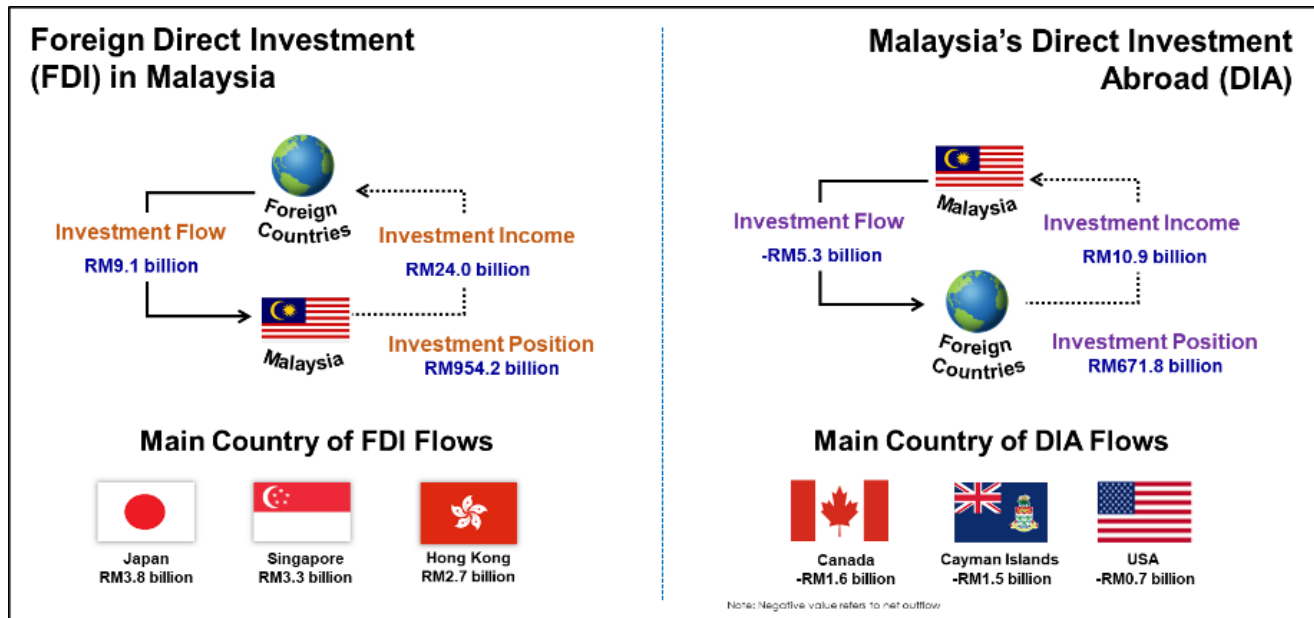 Foreign Direct Investment
(FDI) in Malaysia
Foreign
Countries
Investment Flow
RM9.1 billion
Investment Income
RM24.0 billion
Malaysia
Investment Position
RM954.2 billion
Main Country of FDI Flows
Japan
RM3.8 billion
Singapore
RM3.3 billion
Hong Kong
RM2.7 billion
Malaysia's Direct Investment
Abroad (DIA)
Malaysia
Investment Flow
-RM5.3 billion
Investment Income
RM10.9 billion
Foreign
Countries
Investment Position
RM671.8 billion
Main Country of DIA Flows
Canada
-RM1.6 billion
Cayman Islands
-RM1.5 billion
USA
-RM0.7 billion
Note: Negative value refers to net outflow